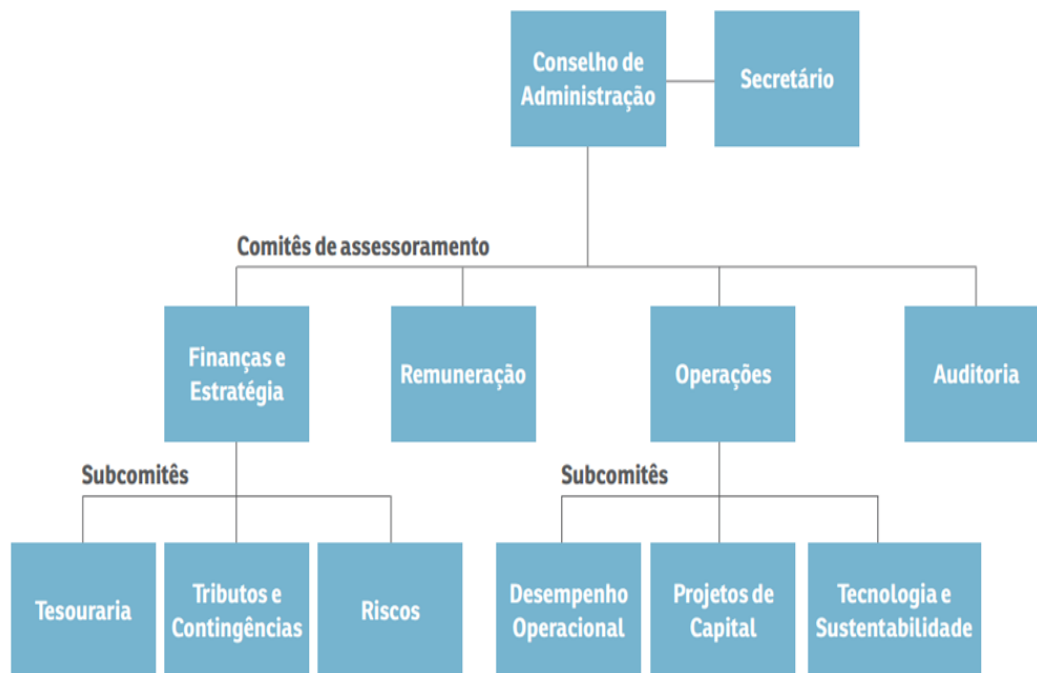 Conselho de
Administração
Secretário
Comitês de assessoramento
Finanças e
Estratégia
Remuneração
Operações
Auditoria
Subcomitês
Subcomitês
Tesouraria
Tributos e
Contingências
Riscos
Desempenho
Operacional
Projetos de
Capital
Tecnologia e
Sustentabilidade